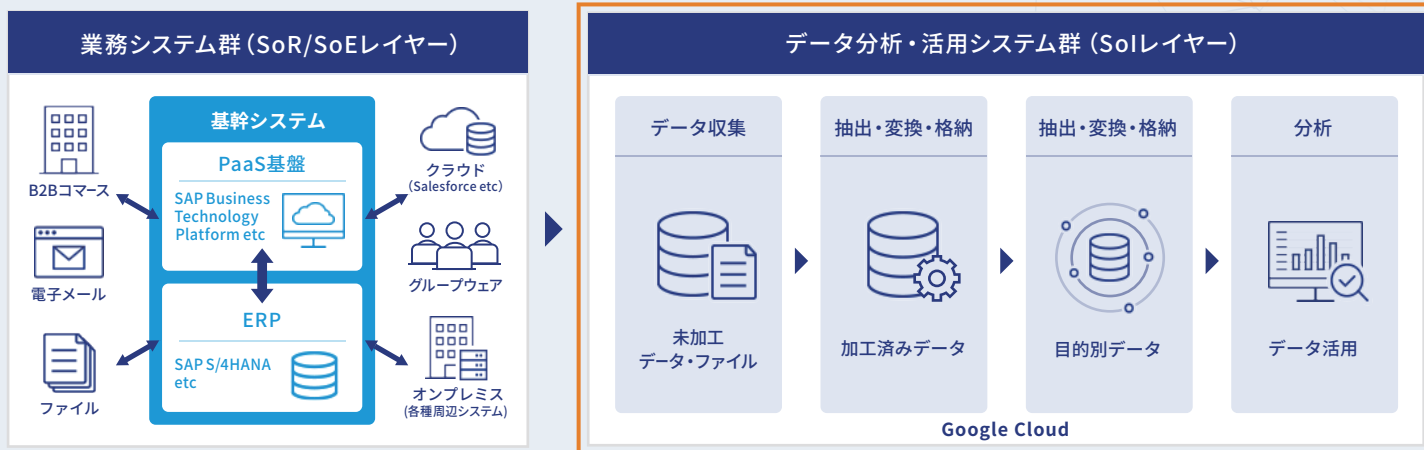 業務システム群（SoR/SoEレイヤー）
B2Bコマース
電子メール
ファイル
基幹システム
PaaS基盤
SAP Business
Technology
Platform etc
ERP
SAP S/4HANA
etc
クラウド
（Salesforce etc）
グループウェア
オンプレミス
(各種周辺システム)
データ分析・活用システム群（SoIレイヤー）
データ収集
未加工
データ・ファイル
抽出・変換・格納
加工済みデータ
抽出・変換・格納
目的別データ
分析
データ活用
Google Cloud